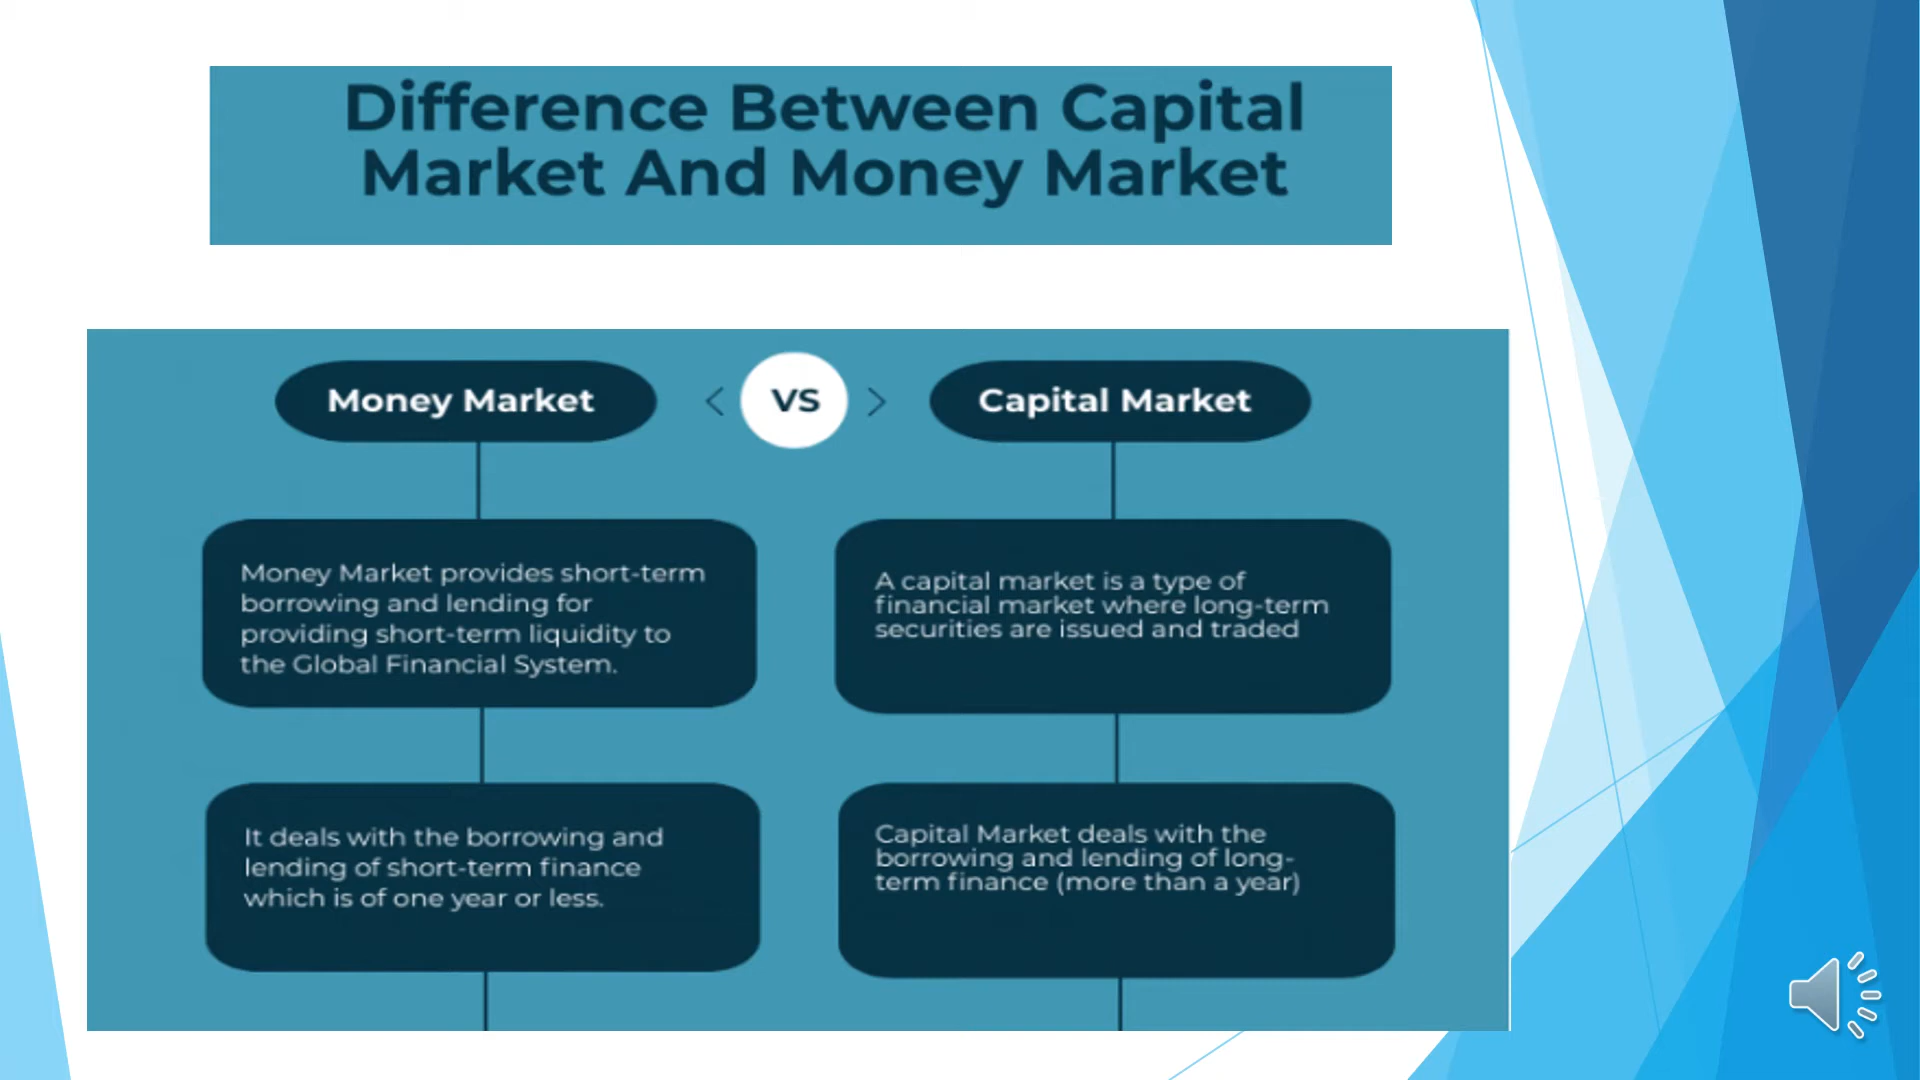 Difference Between Capital
Market And Money Market
Money Market
VS
Capital Market
Money Market provides short-term
borrowing and lending for
providing short-term liquidity to
the Global Financial System.
A capital market is a type of
financial market where long-term
securities are issued and traded
It deals with the borrowing and
lending of short-term finance
which is of one year or less.
Capital Market deals with the
borrowing and lending of long-
term finance (more than a year)